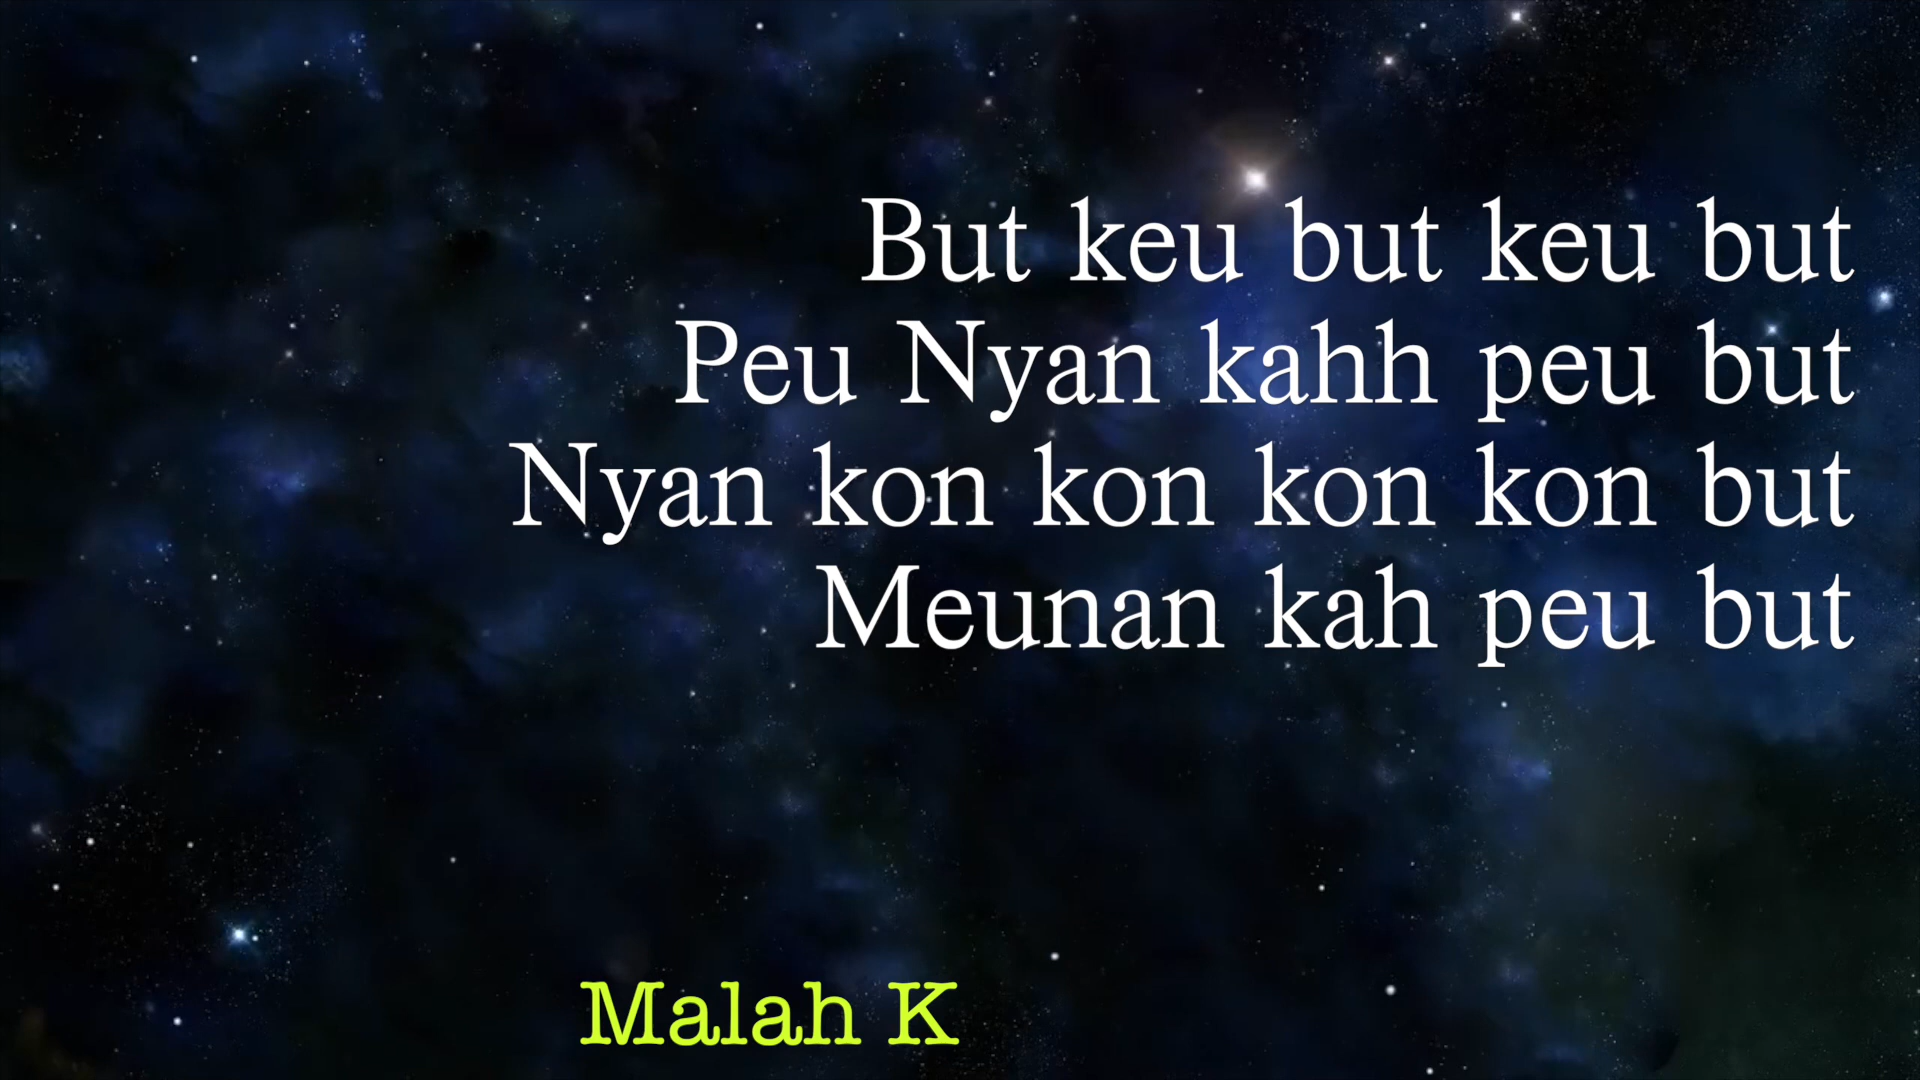 But keu but keu but
Peu Nyan kahh peu but
Nyan kon kon kon kon but
Meunan kah peu but
Malah K